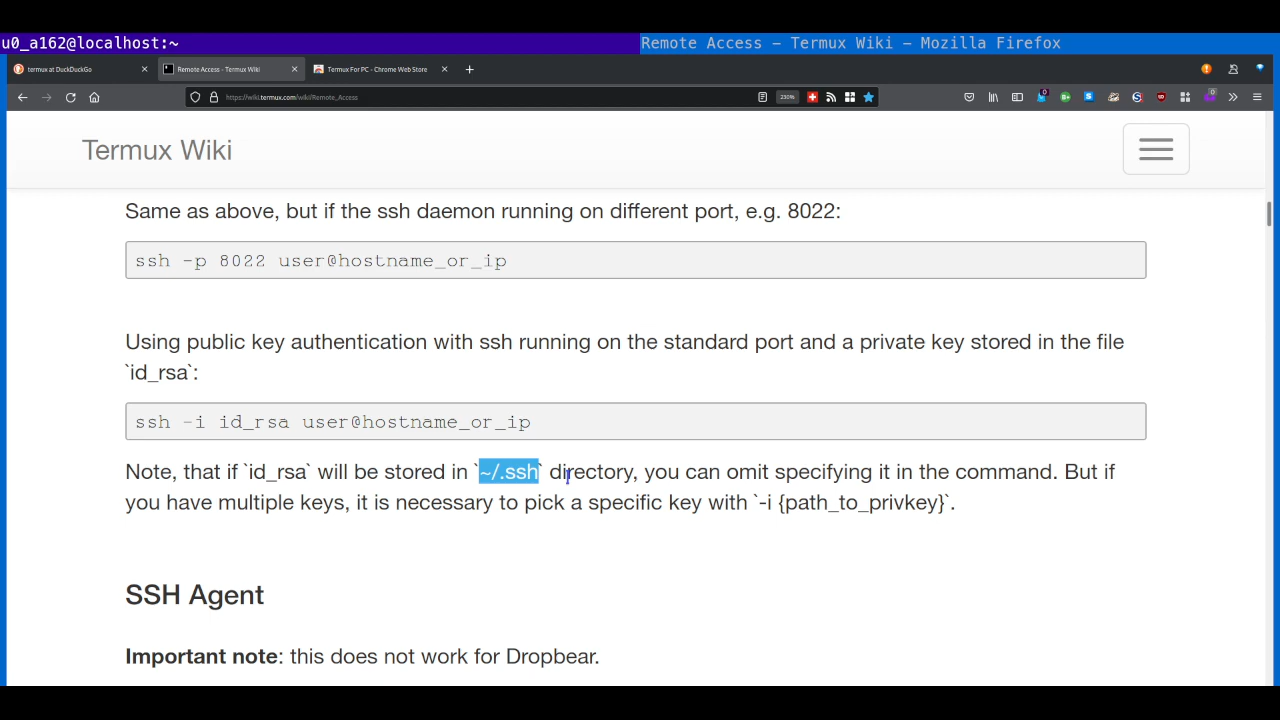 u0_a162@localhost:~
Remote Access – Termux Wiki – Mozilla Firefox
termux at DuckDuckGo
Remote Access - Termux Wiki
Termux For PC - Chrome Web Store
https://wiki.termux.com/wiki/Remote_Access
230%
Termux Wiki
Same as above, but if the ssh daemon running on different port, e.g. 8022:
ssh -p 8022 user@hostname_or_ip
Using public key authentication with ssh running on the standard port and a private key stored in the file
`id_rsa`:
ssh -i id_rsa user@hostname_or_ip
Note, that if `id_rsa` will be stored in `~/.ssh` directory, you can omit specifying it in the command. But if
you have multiple keys, it is necessary to pick a specific key with `-i {path_to_privkey}`.
SSH Agent
Important note: this does not work for Dropbear.